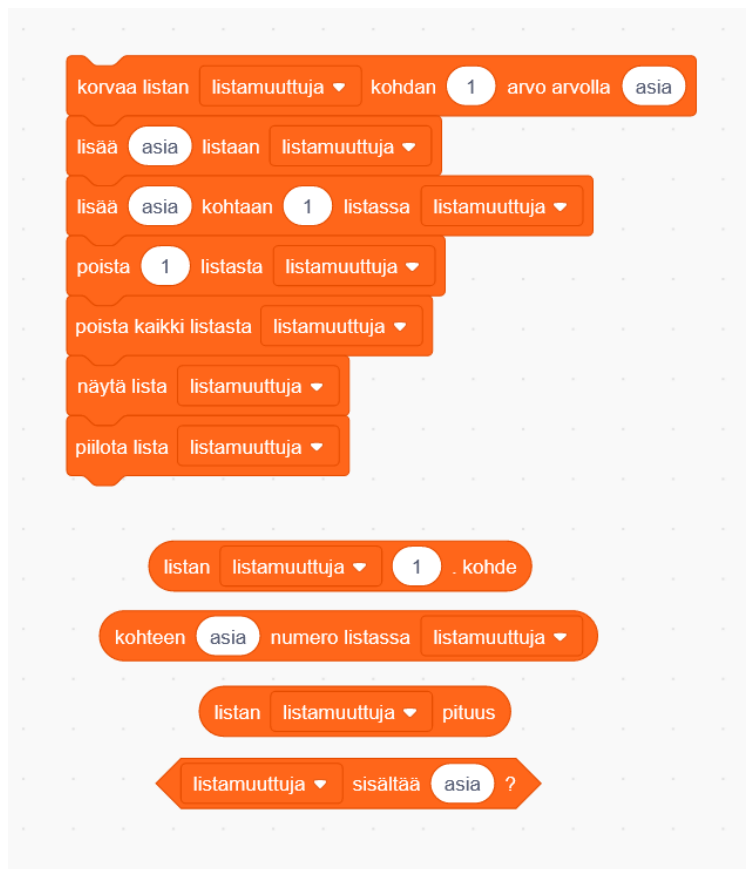 korvaa listan listamuuttuja kohdan 1 arvo arvolla asia
lisää asia listaan listamuuttuja
lisää asia kohtaan 1 listassa listamuuttuja
poista 1 listasta listamuuttuja
poista kaikki listasta listamuuttuja
näytä lista listamuuttuja
piilota lista listamuuttuja
listan listamuuttuja 1 . kohde
kohteen asia numero listassa listamuuttuja
listan listamuuttuja pituus
listamuuttuja sisältää asia ?